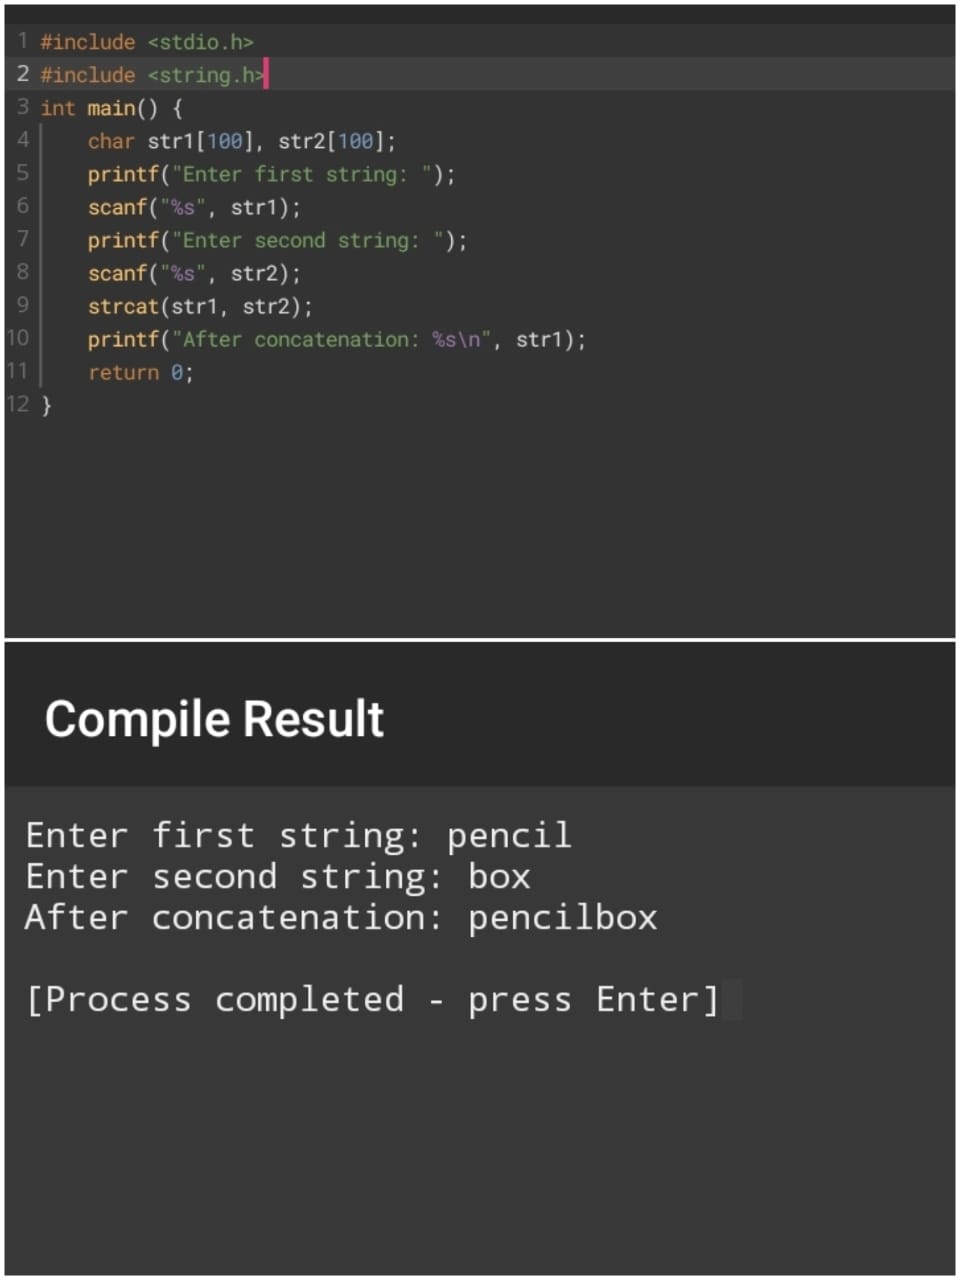 1 #include <stdio.h>
2 #include <string.h>
3 int main() {
4     char str1[100], str2[100];
5     printf("Enter first string: ");
6     scanf("%s", str1);
7     printf("Enter second string: ");
8     scanf("%s", str2);
9     strcat(str1, str2);
10     printf("After concatenation: %s\n", str1);
11     return 0;
12 }
Compile Result
Enter first string: pencil
Enter second string: box
After concatenation: pencilbox
[Process completed - press Enter]